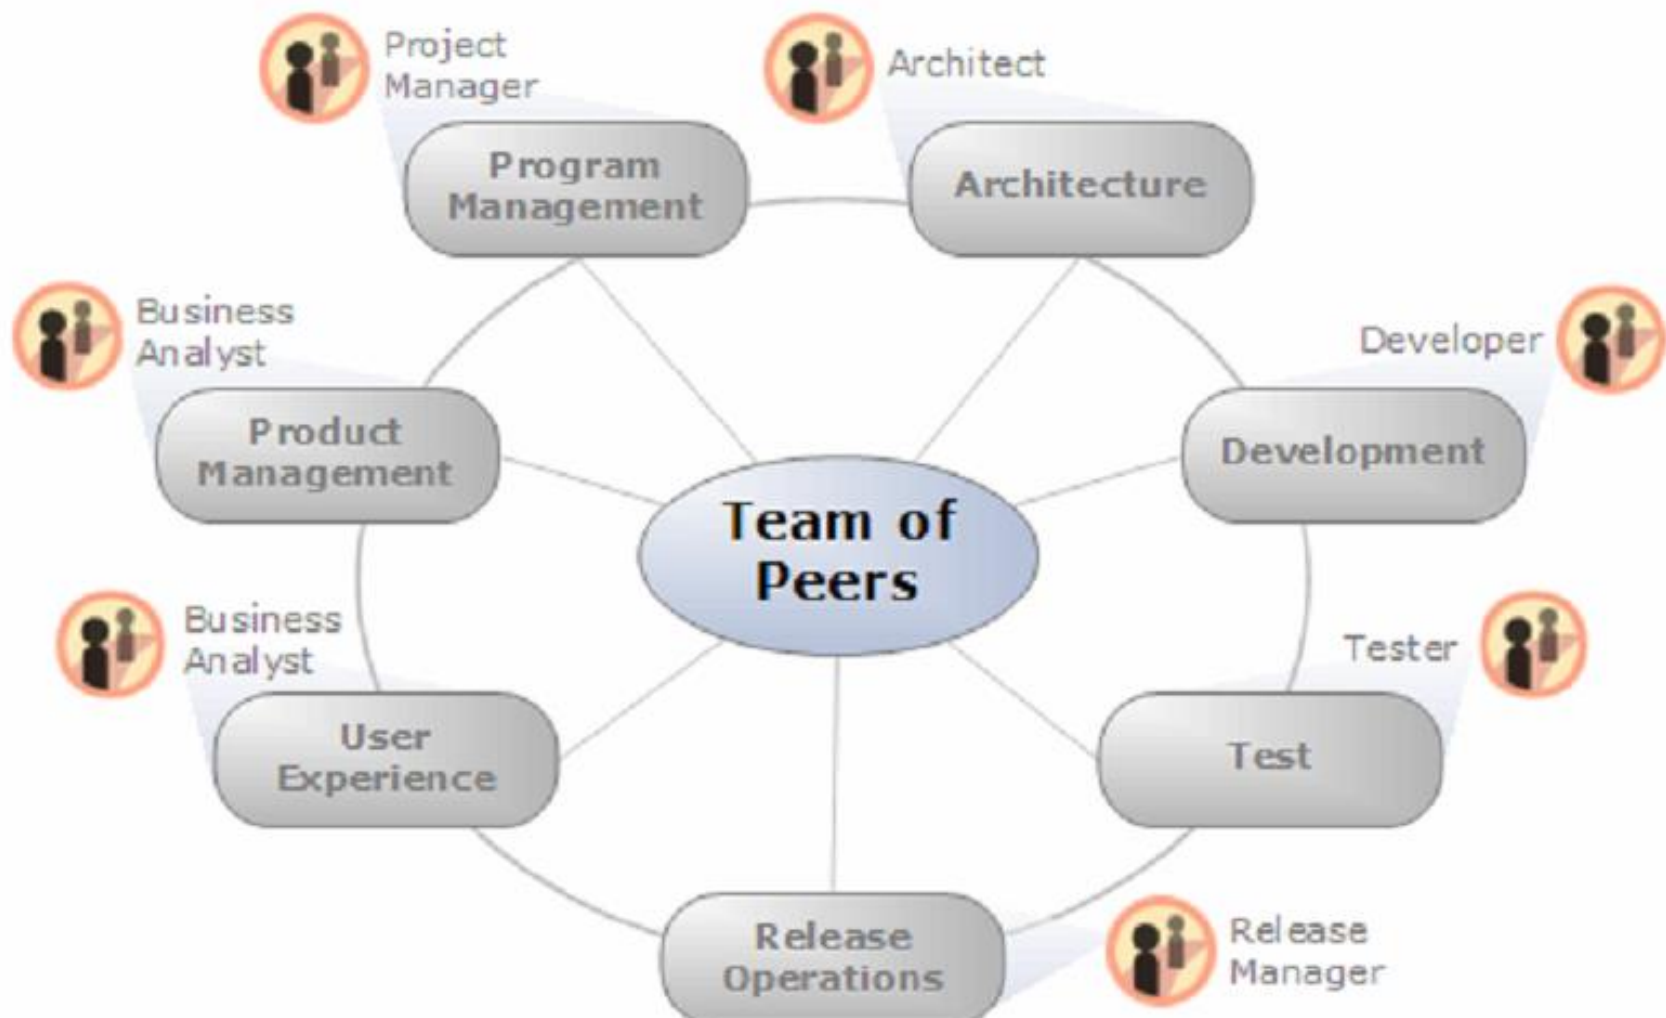 Project
Manager
Architect
Program
Management
Architecture
Business
Analyst
Developer
Product
Management
Development
Team of
Peers
Business
Analyst
Tester
User
Experience
Test
Release
Operations
Release
Manager